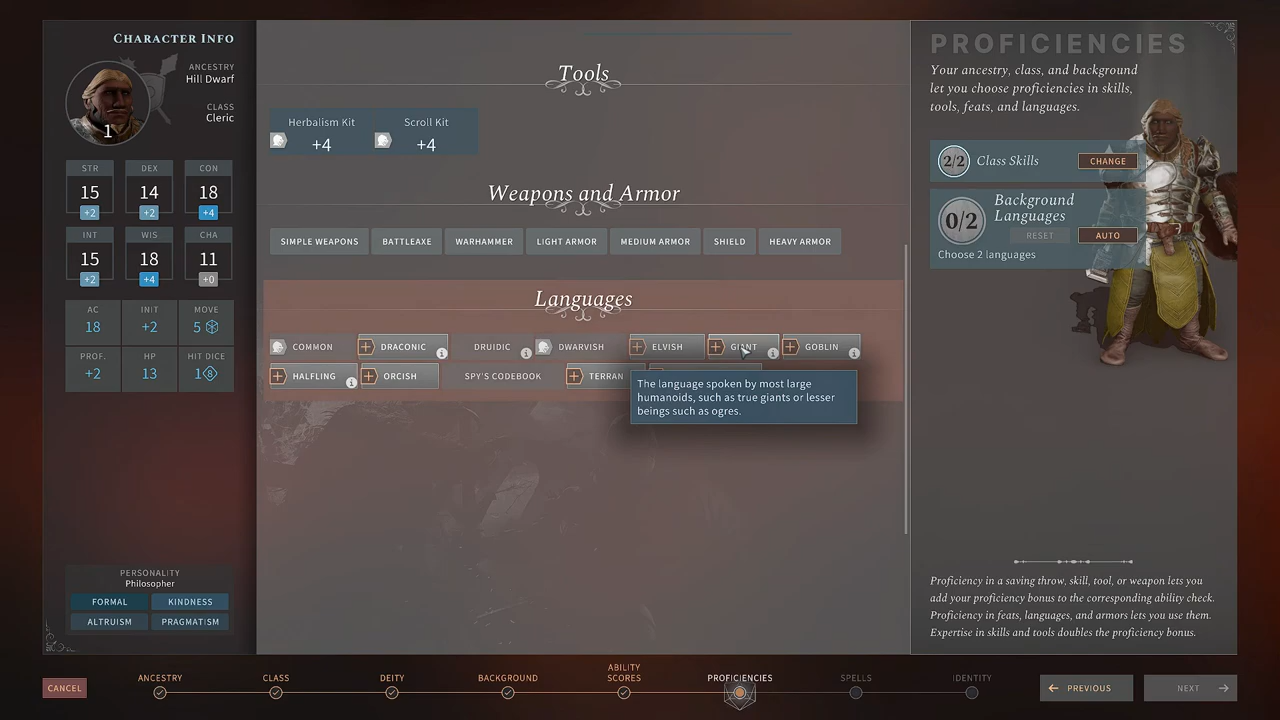 CHARACTER INFO
ANCESTRY
Hill Dwarf
CLASS
Cleric
1
STR
DEX
CON
15
14
18
+2
+2
+4
INT
WIS
CHA
15
18
11
+2
+4
+0
AC
INIT
MOVE
18
+2
5
PROF.
HP
HIT DICE
+2
13
1 8
PERSONALITY
Philosopher
FORMAL
KINDNESS
ALTRUISM
PRAGMATISM
Tools
Herbalism Kit
+4
Scroll Kit
+4
Weapons and Armor
SIMPLE WEAPONS
BATTLEAXE
WARHAMMER
LIGHT ARMOR
MEDIUM ARMOR
SHIELD
HEAVY ARMOR
Languages
COMMON
DRACONIC
DRUIDIC
DWARVISH
ELVISH
GIANT
GOBLIN
HALFLING
ORCISH
SPY'S CODEBOOK
TERRAN
The language spoken by most large
humanoids, such as true giants or lesser
beings such as ogres.
PROFICIENCIES
Your ancestry, class, and background
let you choose proficiencies in skills,
tools, feats, and languages.
2/2
Class Skills
CHANGE
0/2
Background
Languages
RESET
AUTO
Choose 2 languages
Proficiency in a saving throw, skill, tool, or weapon lets you
add your proficiency bonus to the corresponding ability check.
Proficiency in feats, languages, and armors lets you use them.
Expertise in skills and tools doubles the proficiency bonus.
CANCEL
ANCESTRY
CLASS
DEITY
BACKGROUND
ABILITY
SCORES
PROFICIENCIES
SPELLS
IDENTITY
PREVIOUS
NEXT